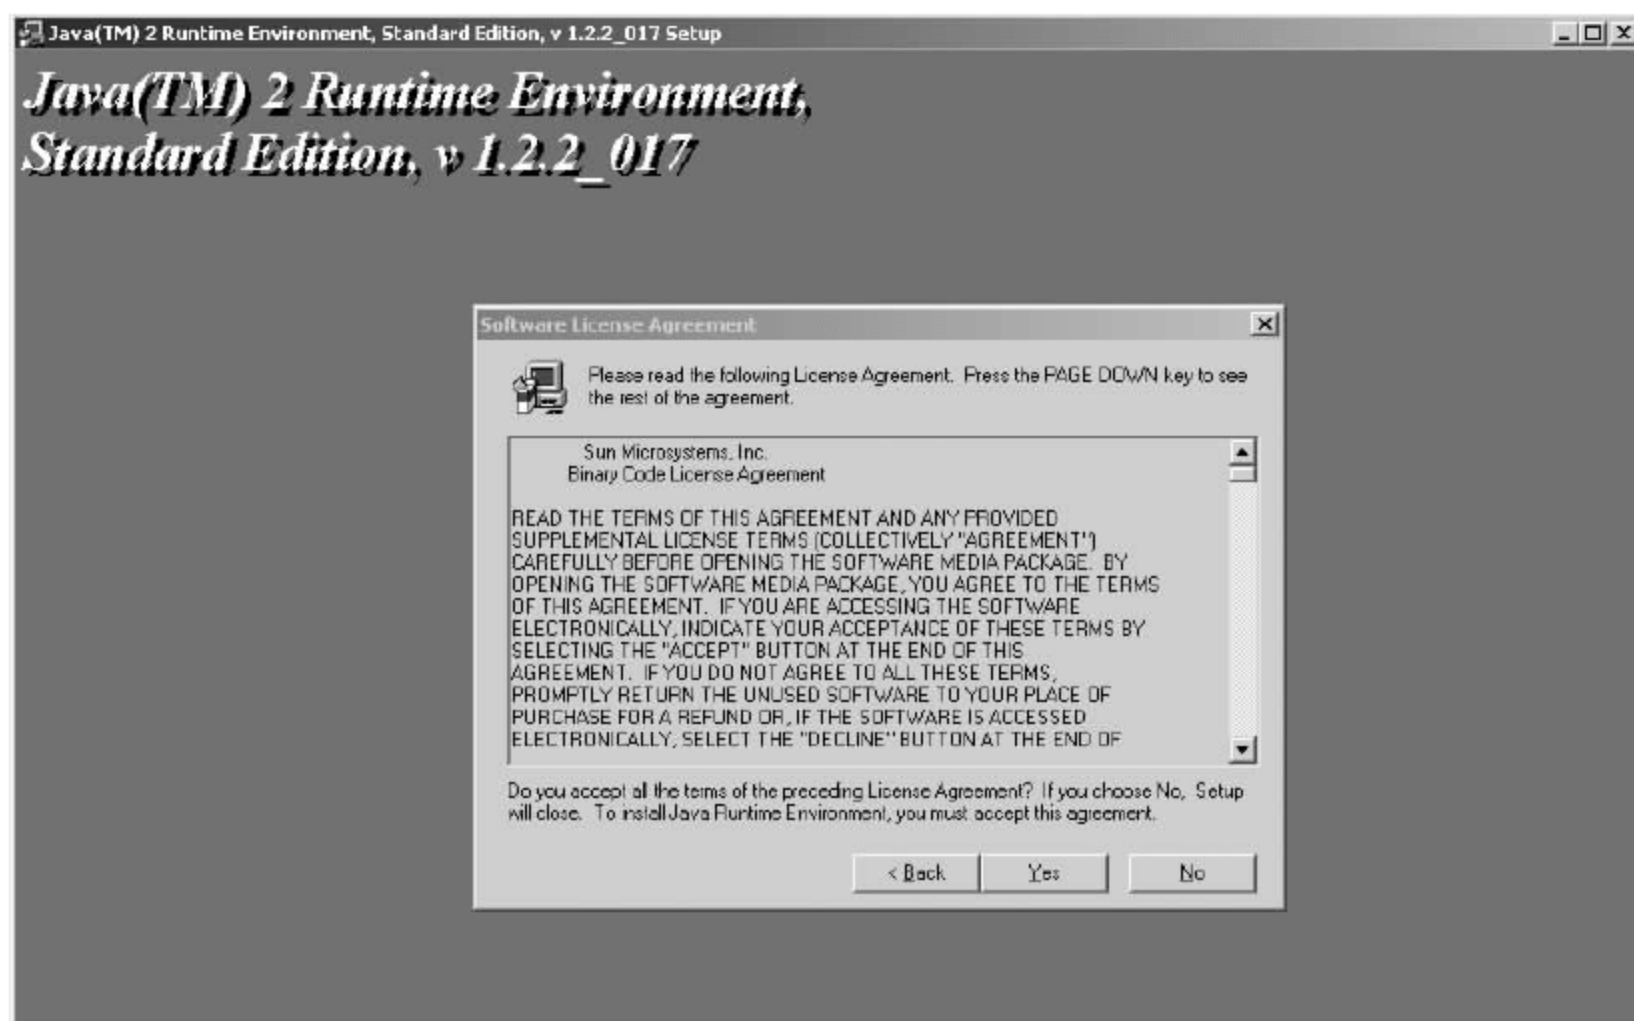 Java(TM) 2 Runtime Environment, Standard Edition, v 1.2.2_017 Setup
Java(TM) 2 Runtime Environment,
Standard Edition, v 1.2.2_017
Software License Agreement
Please read the following License Agreement. Press the PAGE DOWN key to see
the rest of the agreement.
Sun Microsystems, Inc.
Binary Code License Agreement
READ THE TERMS OF THIS AGREEMENT AND ANY PROVIDED
SUPPLEMENTAL LICENSE TERMS (COLLECTIVELY "AGREEMENT")
CAREFULLY BEFORE OPENING THE SOFTWARE MEDIA PACKAGE. BY
OPENING THE SOFTWARE MEDIA PACKAGE, YOU AGREE TO THE TERMS
OF THIS AGREEMENT. IF YOU ARE ACCESSING THE SOFTWARE
ELECTRONICALLY, INDICATE YOUR ACCEPTANCE OF THESE TERMS BY
SELECTING THE "ACCEPT" BUTTON AT THE END OF THIS
AGREEMENT. IF YOU DO NOT AGREE TO ALL THESE TERMS,
PROMPTLY RETURN THE UNUSED SOFTWARE TO YOUR PLACE OF
PURCHASE FOR A REFUND OR, IF THE SOFTWARE IS ACCESSED
ELECTRONICALLY, SELECT THE "DECLINE" BUTTON AT THE END OF
Do you accept all the terms of the preceding License Agreement? If you choose No, Setup
will close. To install Java Runtime Environment, you must accept this agreement.
< Back Yes No